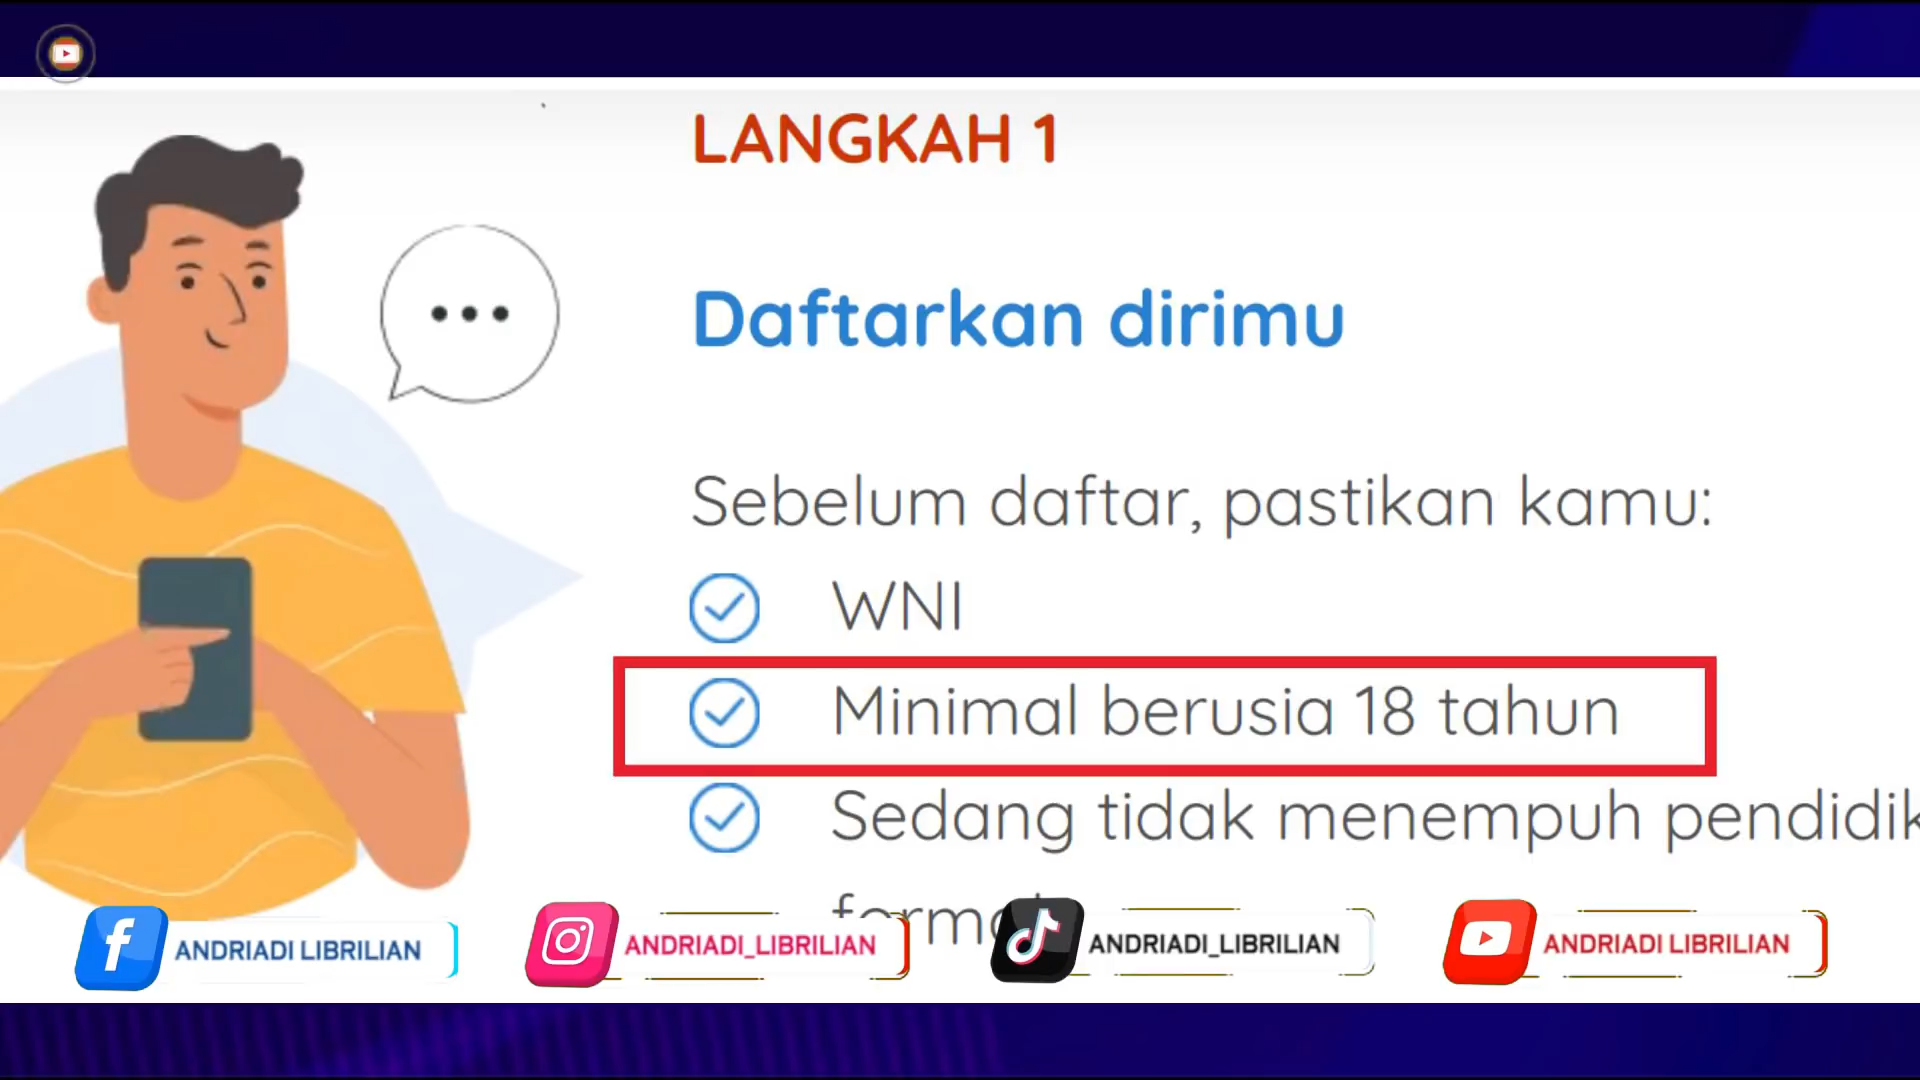 LANGKAH 1
Daftarkan dirimu
Sebelum daftar, pastikan kamu:
WNI
Minimal berusia 18 tahun
Sedang tidak menempuh
ANDRIADI LIBRILIAN
ANDRIADI_LIBRILIAN
ANDRIADI_LIBRILIAN
ANDRIADI LIBRILIAN